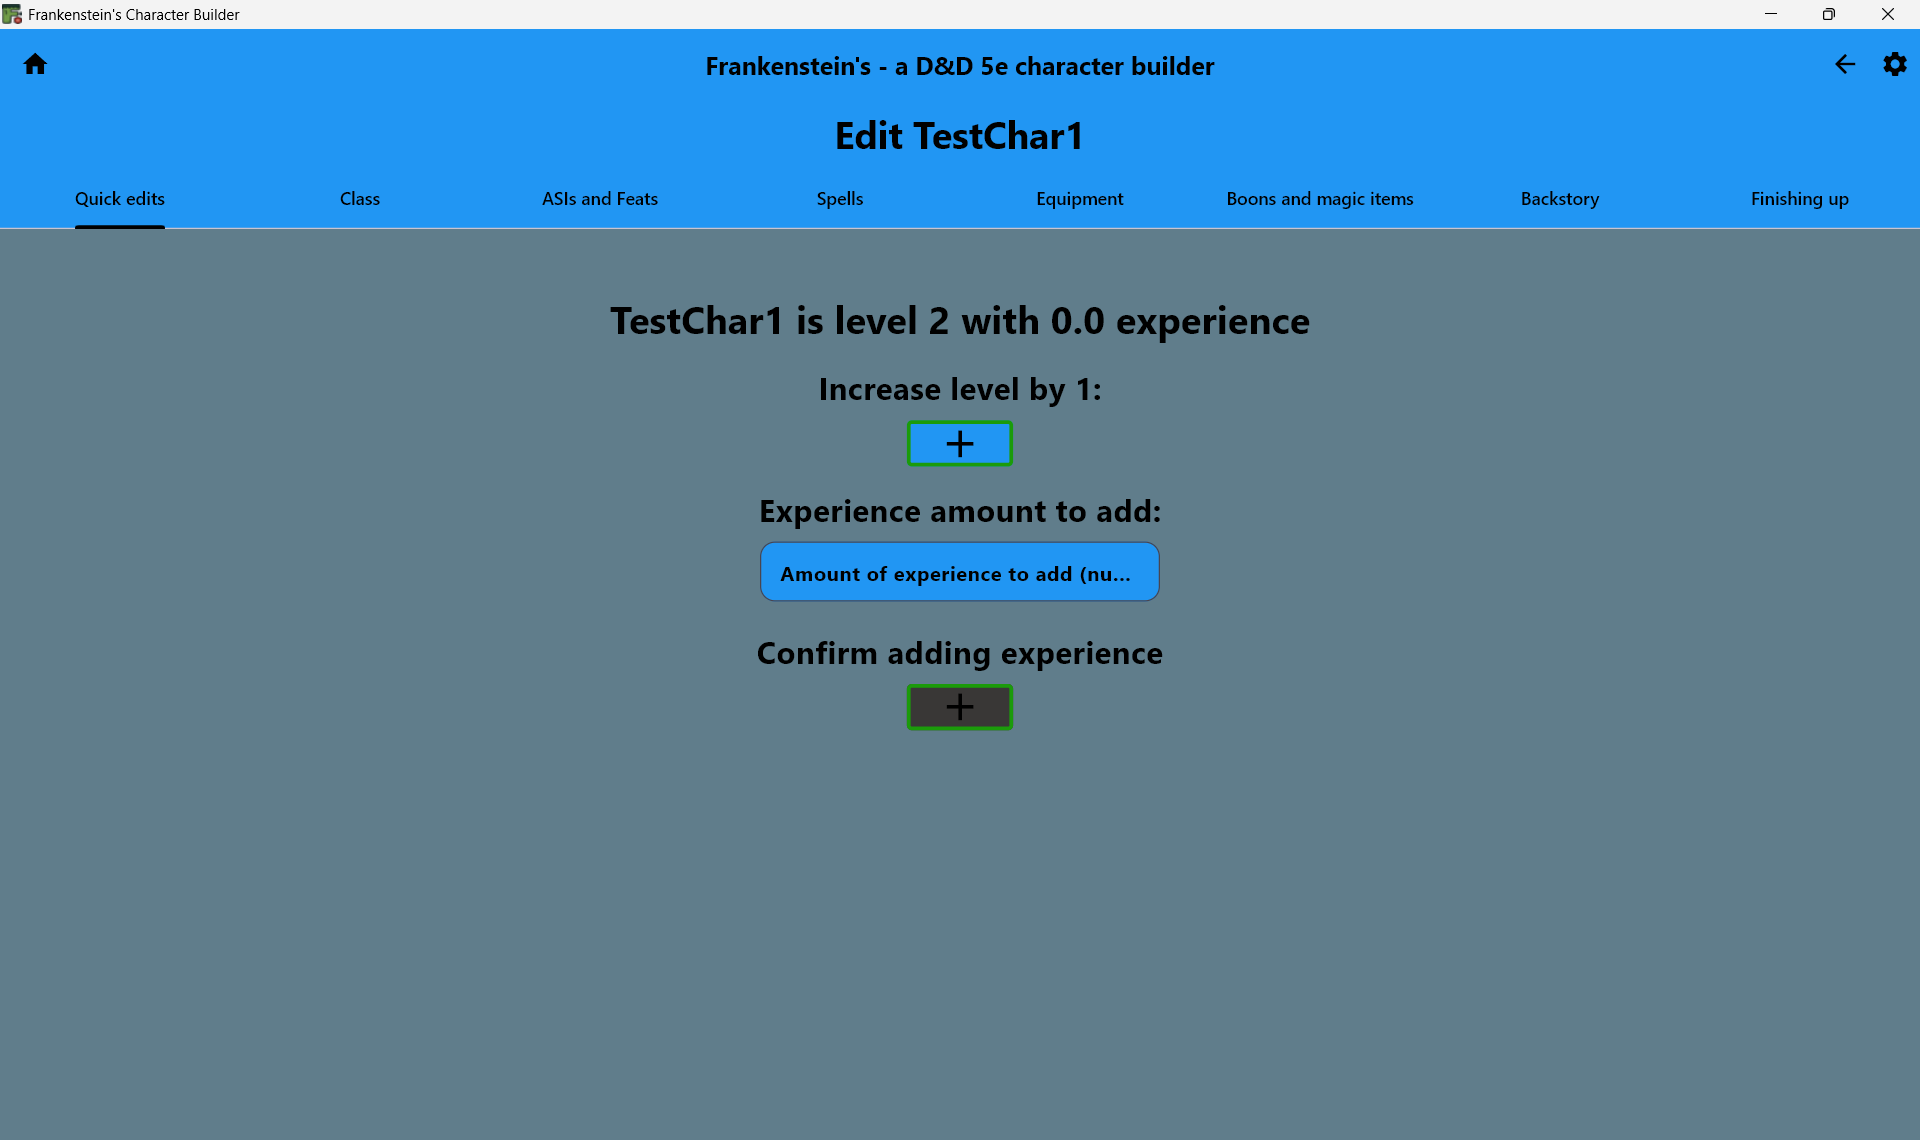 Frankenstein's Character Builder
Frankenstein's - a D&D 5e character builder
Edit TestChar1
Quick edits
Class
ASIs and Feats
Spells
Equipment
Boons and magic items
Backstory
Finishing up
TestChar1 is level 2 with 0.0 experience
Increase level by 1:
Experience amount to add:
Amount of experience to add (nu...
Confirm adding experience